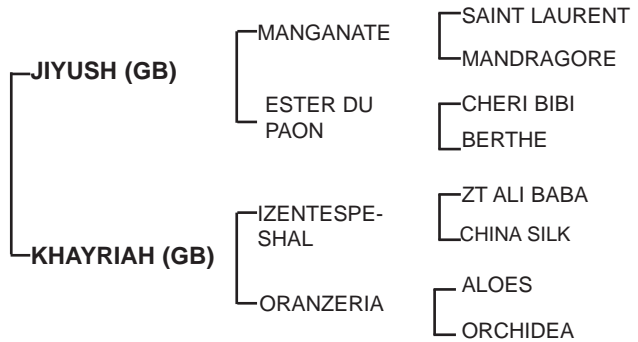 SAINT LAURENT
MANGANATE
MANDRAGORE
JIYUSH (GB)
ESTER DU
PAON
CHERI BIBI
BERTHE
ZT ALI BABA
IZENTESPE-
SHAL
CHINA SILK
KHAYRIAH (GB)
ALOES
ORANZERIA
ORCHIDEA